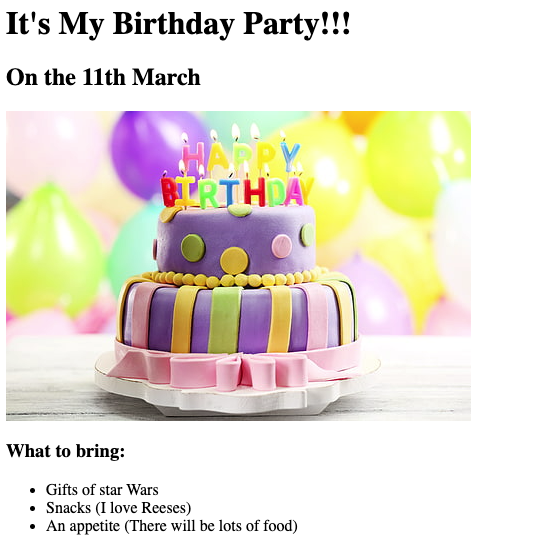 It's My Birthday Party!!!
On the 11th March
HAPPY
BIRTHDAY
What to bring:
Gifts of star Wars
Snacks (I love Reeses)
An appetite (There will be lots of food)